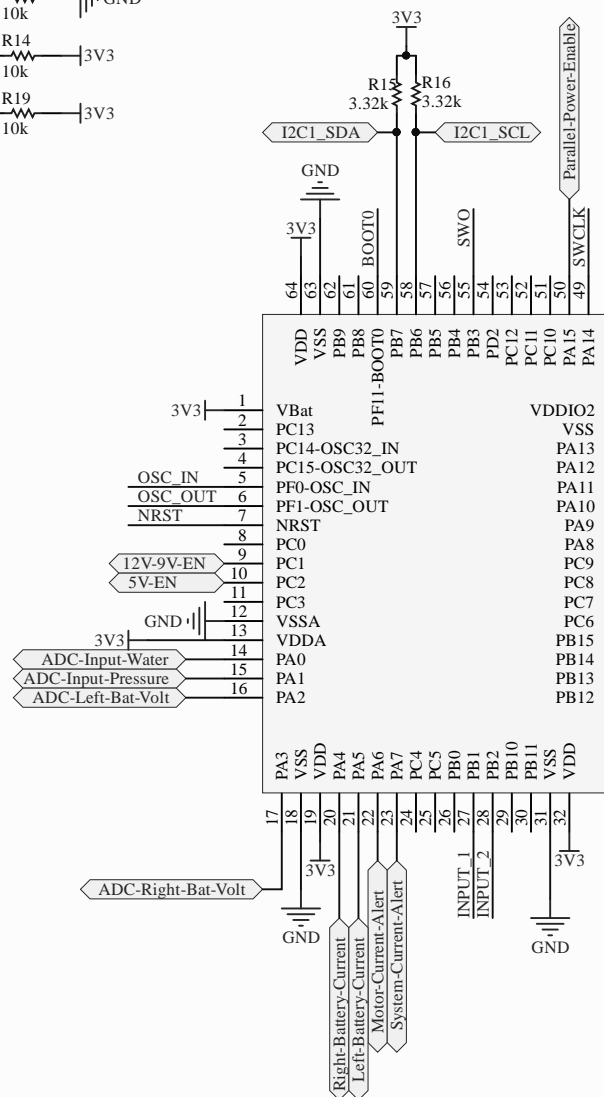 10k
GND
R14
10k
3V3
R19
10k
3V3
3V3
R15
3.32k
R16
3.32k
I2C1_SDA
I2C1_SCL
Parallel-Power-Enable
GND
3V3
BOOT0
SWO
SWCLK
64 63 62 61 60 59 58 57 56 55 54 53 52 51 50 49
VDD VSS PB9 PB8 PF11-BOOT0 PB7 PB6 PB5 PB4 PB3 PD2 PC12 PC11 PC10 PA15 PA14
3V3 1 VBat
2 PC13
3 PC14-OSC32_IN
4 PC15-OSC32_OUT
OSC_IN 5 PF0-OSC_IN
OSC_OUT 6 PF1-OSC_OUT
NRST 7 NRST
8 PC0
12V-9V-EN 9 PC1
5V-EN 10 PC2
11 PC3
GND 12 VSSA
3V3 13 VDDA
ADC-Input-Water 14 PA0
ADC-Input-Pressure 15 PA1
ADC-Left-Bat-Volt 16 PA2
VDDIO2
VSS
PA13
PA12
PA11
PA10
PA9
PA8
PC9
PC8
PC7
PC6
PB15
PB14
PB13
PB12
PA3 VSS VDD PA4 PA5 PA6 PA7 PC4 PC5 PB0 PB1 PB2 PB10 PB11 VSS VDD
17 18 19 20 21 22 23 24 25 26 27 28 29 30 31 32
ADC-Right-Bat-Volt
GND
3V3
Right-Battery-Current
Left-Battery-Current
Motor-Current-Alert
System-Current-Alert
INPUT_1
INPUT_2
GND
3V3